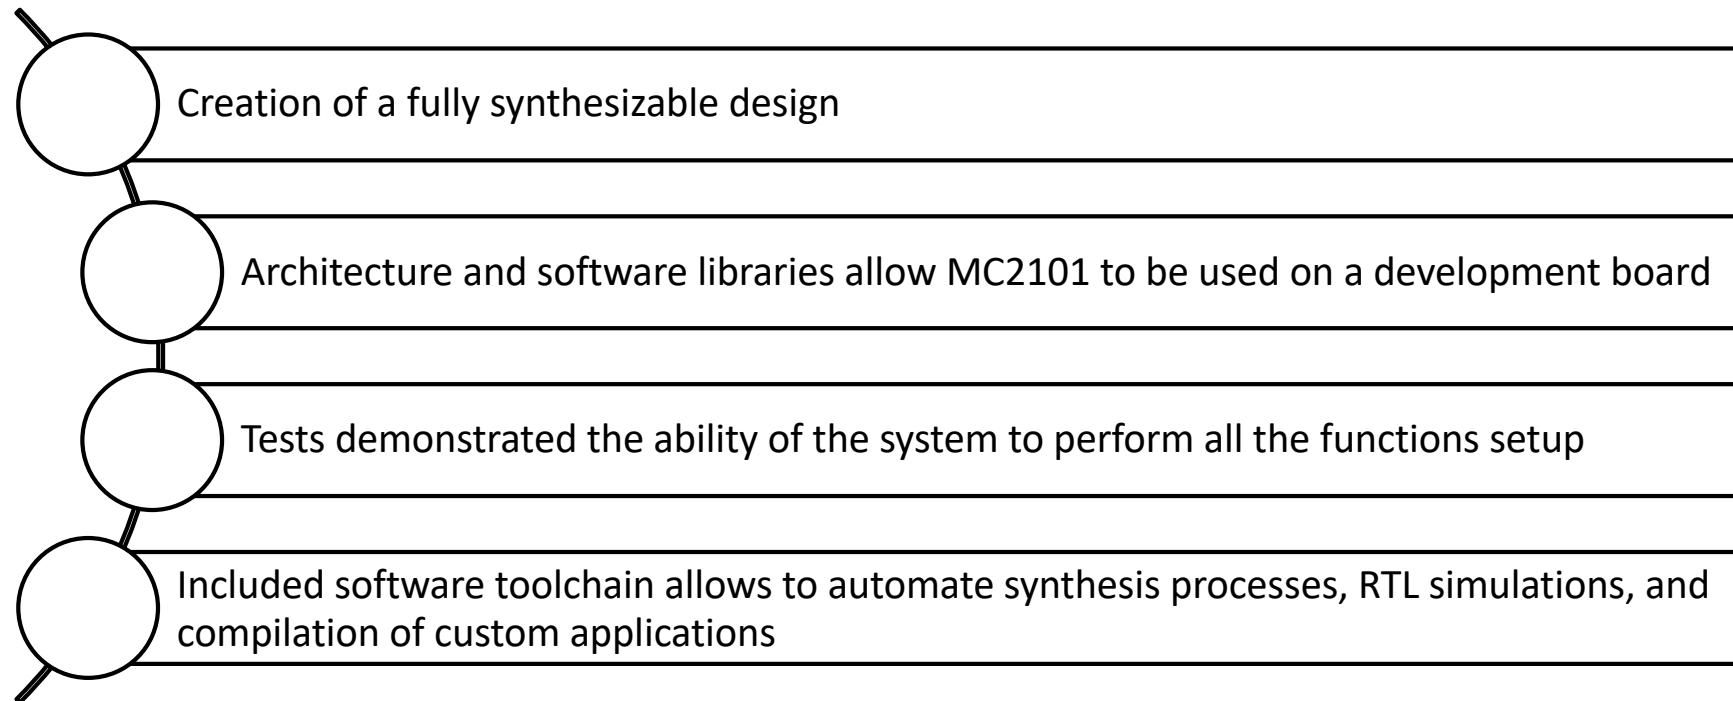 Creation of a fully synthesizable design
Architecture and software libraries allow MC2101 to be used on a development board
Tests demonstrated the ability of the system to perform all the functions setup
Included software toolchain allows to automate synthesis processes, RTL simulations, and
compilation of custom applications